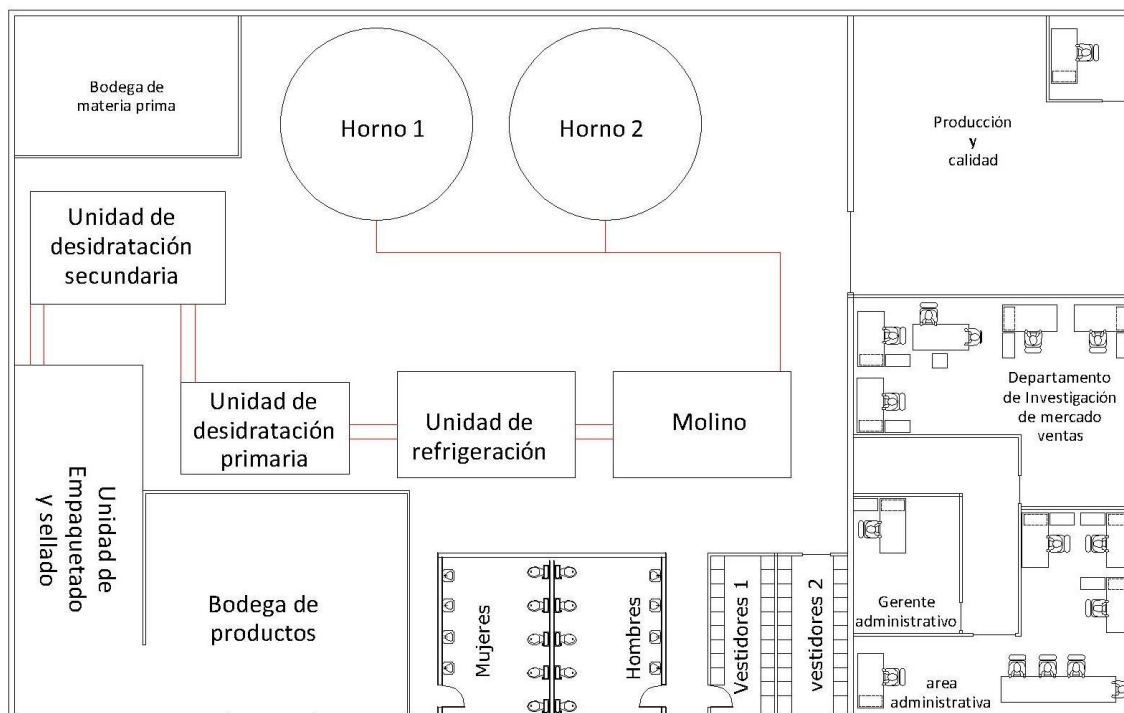 Bodega de
materia prima
Horno 1
Horno 2
Producción
y
calidad
Unidad de
desidratación
secundaria
Departamento
de Investigación
de mercado
ventas
Unidad de
desidratación
primaria
Unidad de
refrigeración
Molino
Unidad de
Empaquetado
y sellado
Bodega de
productos
Mujeres
Hombres
Vestidores 1
vestidores 2
Gerente
administrativo
area
administrativa